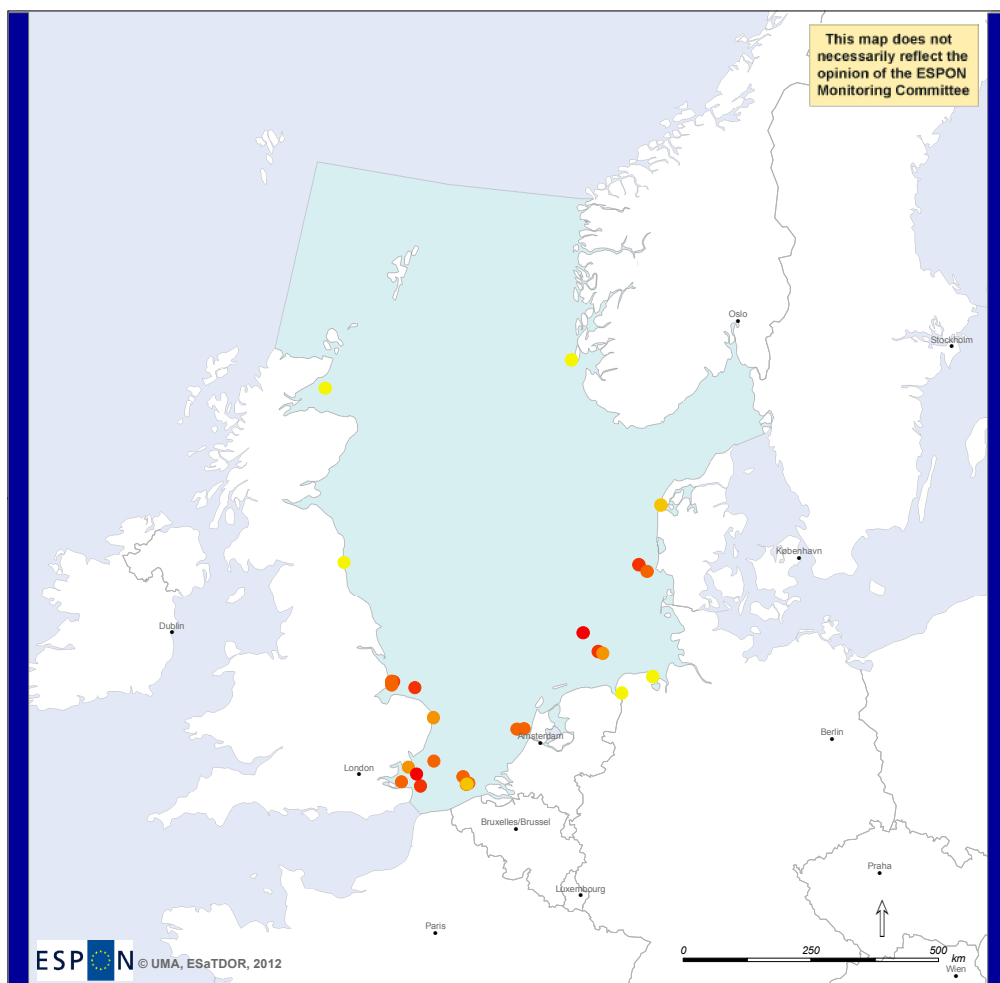 This map does not
necessarily reflect the
opinion of the ESPON
Monitoring Committee
Oslo
Stockholm
København
Dublin
Berlin
Amsterdam
London
Bruxelles/Brussel
Praha
Luxembourg
Paris
0 250 500
km
ESPON © UMA, ESaTDOR, 2012
Wien